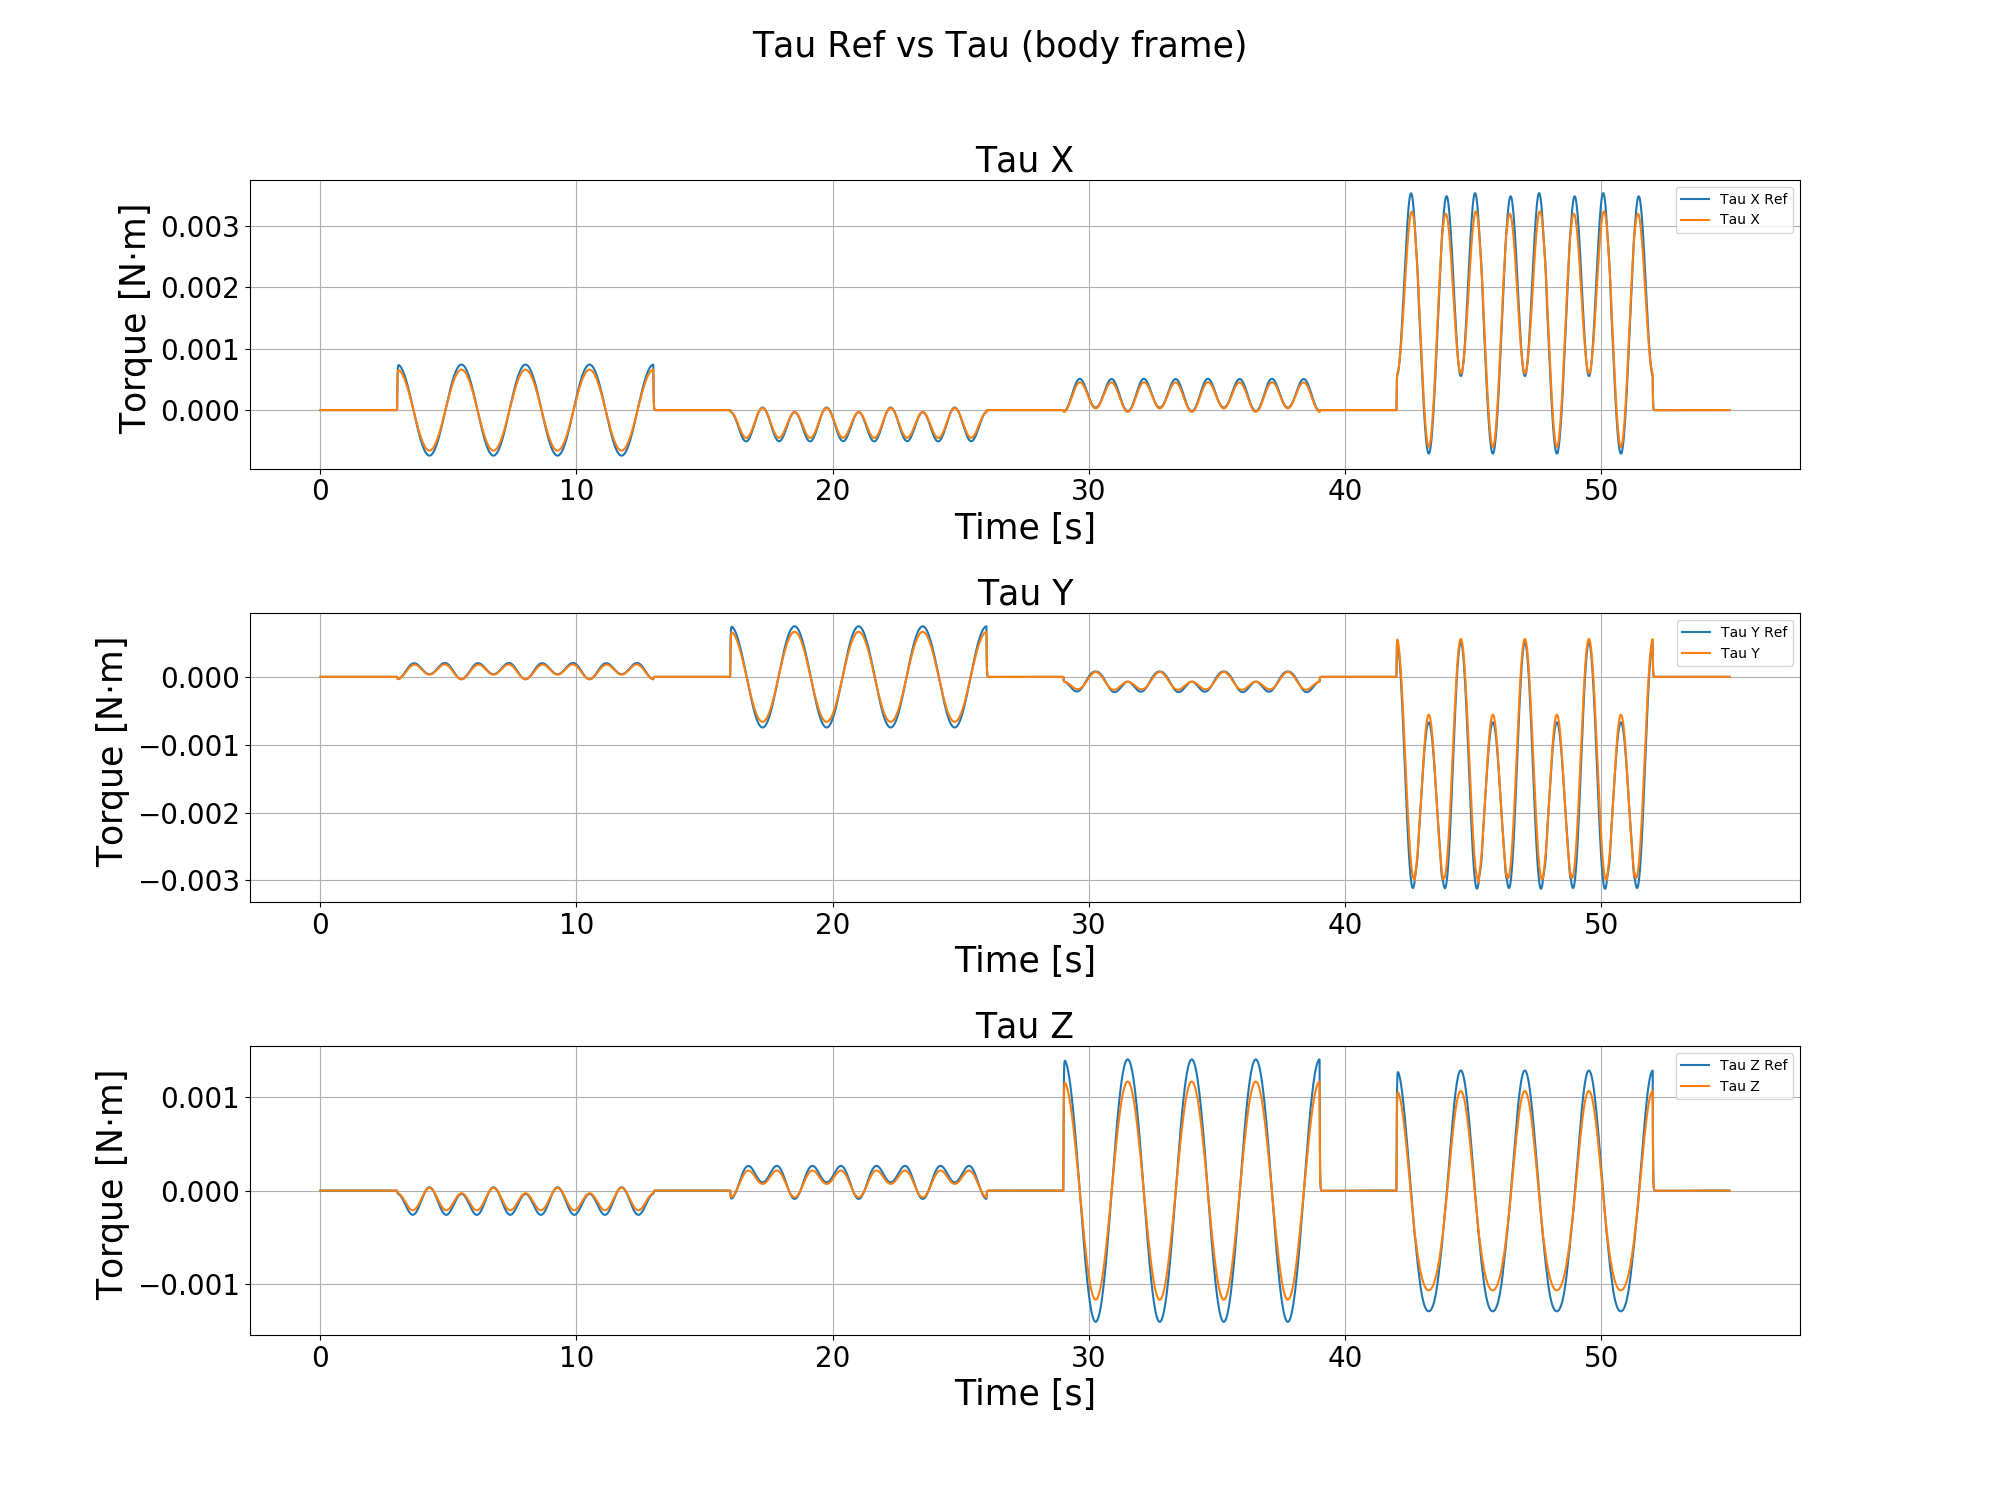 Tau Ref vs Tau (body frame)
Tau X
Torque [N·m]
0.003
0.002
0.001
0.000
Tau X Ref
Tau X
0 10 20 30 40 50
Time [s]
Tau Y
Torque [N·m]
0.000
−0.001
−0.002
−0.003
Tau Y Ref
Tau Y
0 10 20 30 40 50
Time [s]
Tau Z
Torque [N·m]
0.001
0.000
−0.001
Tau Z Ref
Tau Z
0 10 20 30 40 50
Time [s]